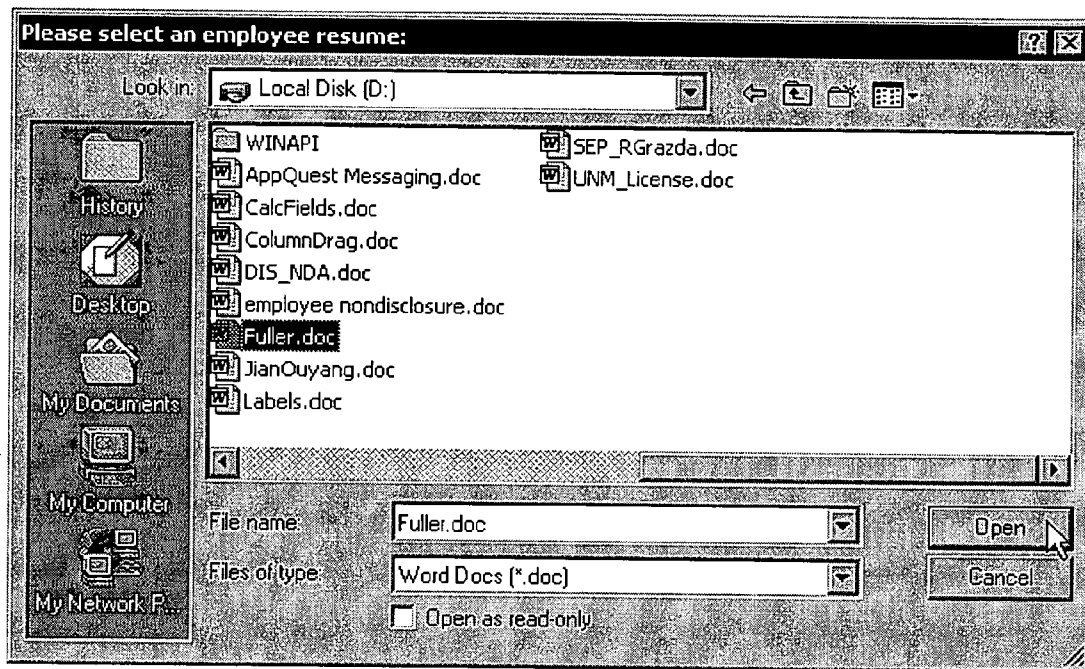 Please select an employee resume:
Look in: Local Disk (D:)
History
Desktop
My Documents
My Computer
My Network P...
WINAPI
AppQuest Messaging.doc
CalcFields.doc
ColumnDrag.doc
DIS_NDA.doc
employee nondisclosure.doc
Fuller.doc
JianOuyang.doc
Labels.doc
SEP_RGrazda.doc
UNM_License.doc
File name: Fuller.doc Open
Files of type: Word Docs (*.doc) Cancel
Open as read-only